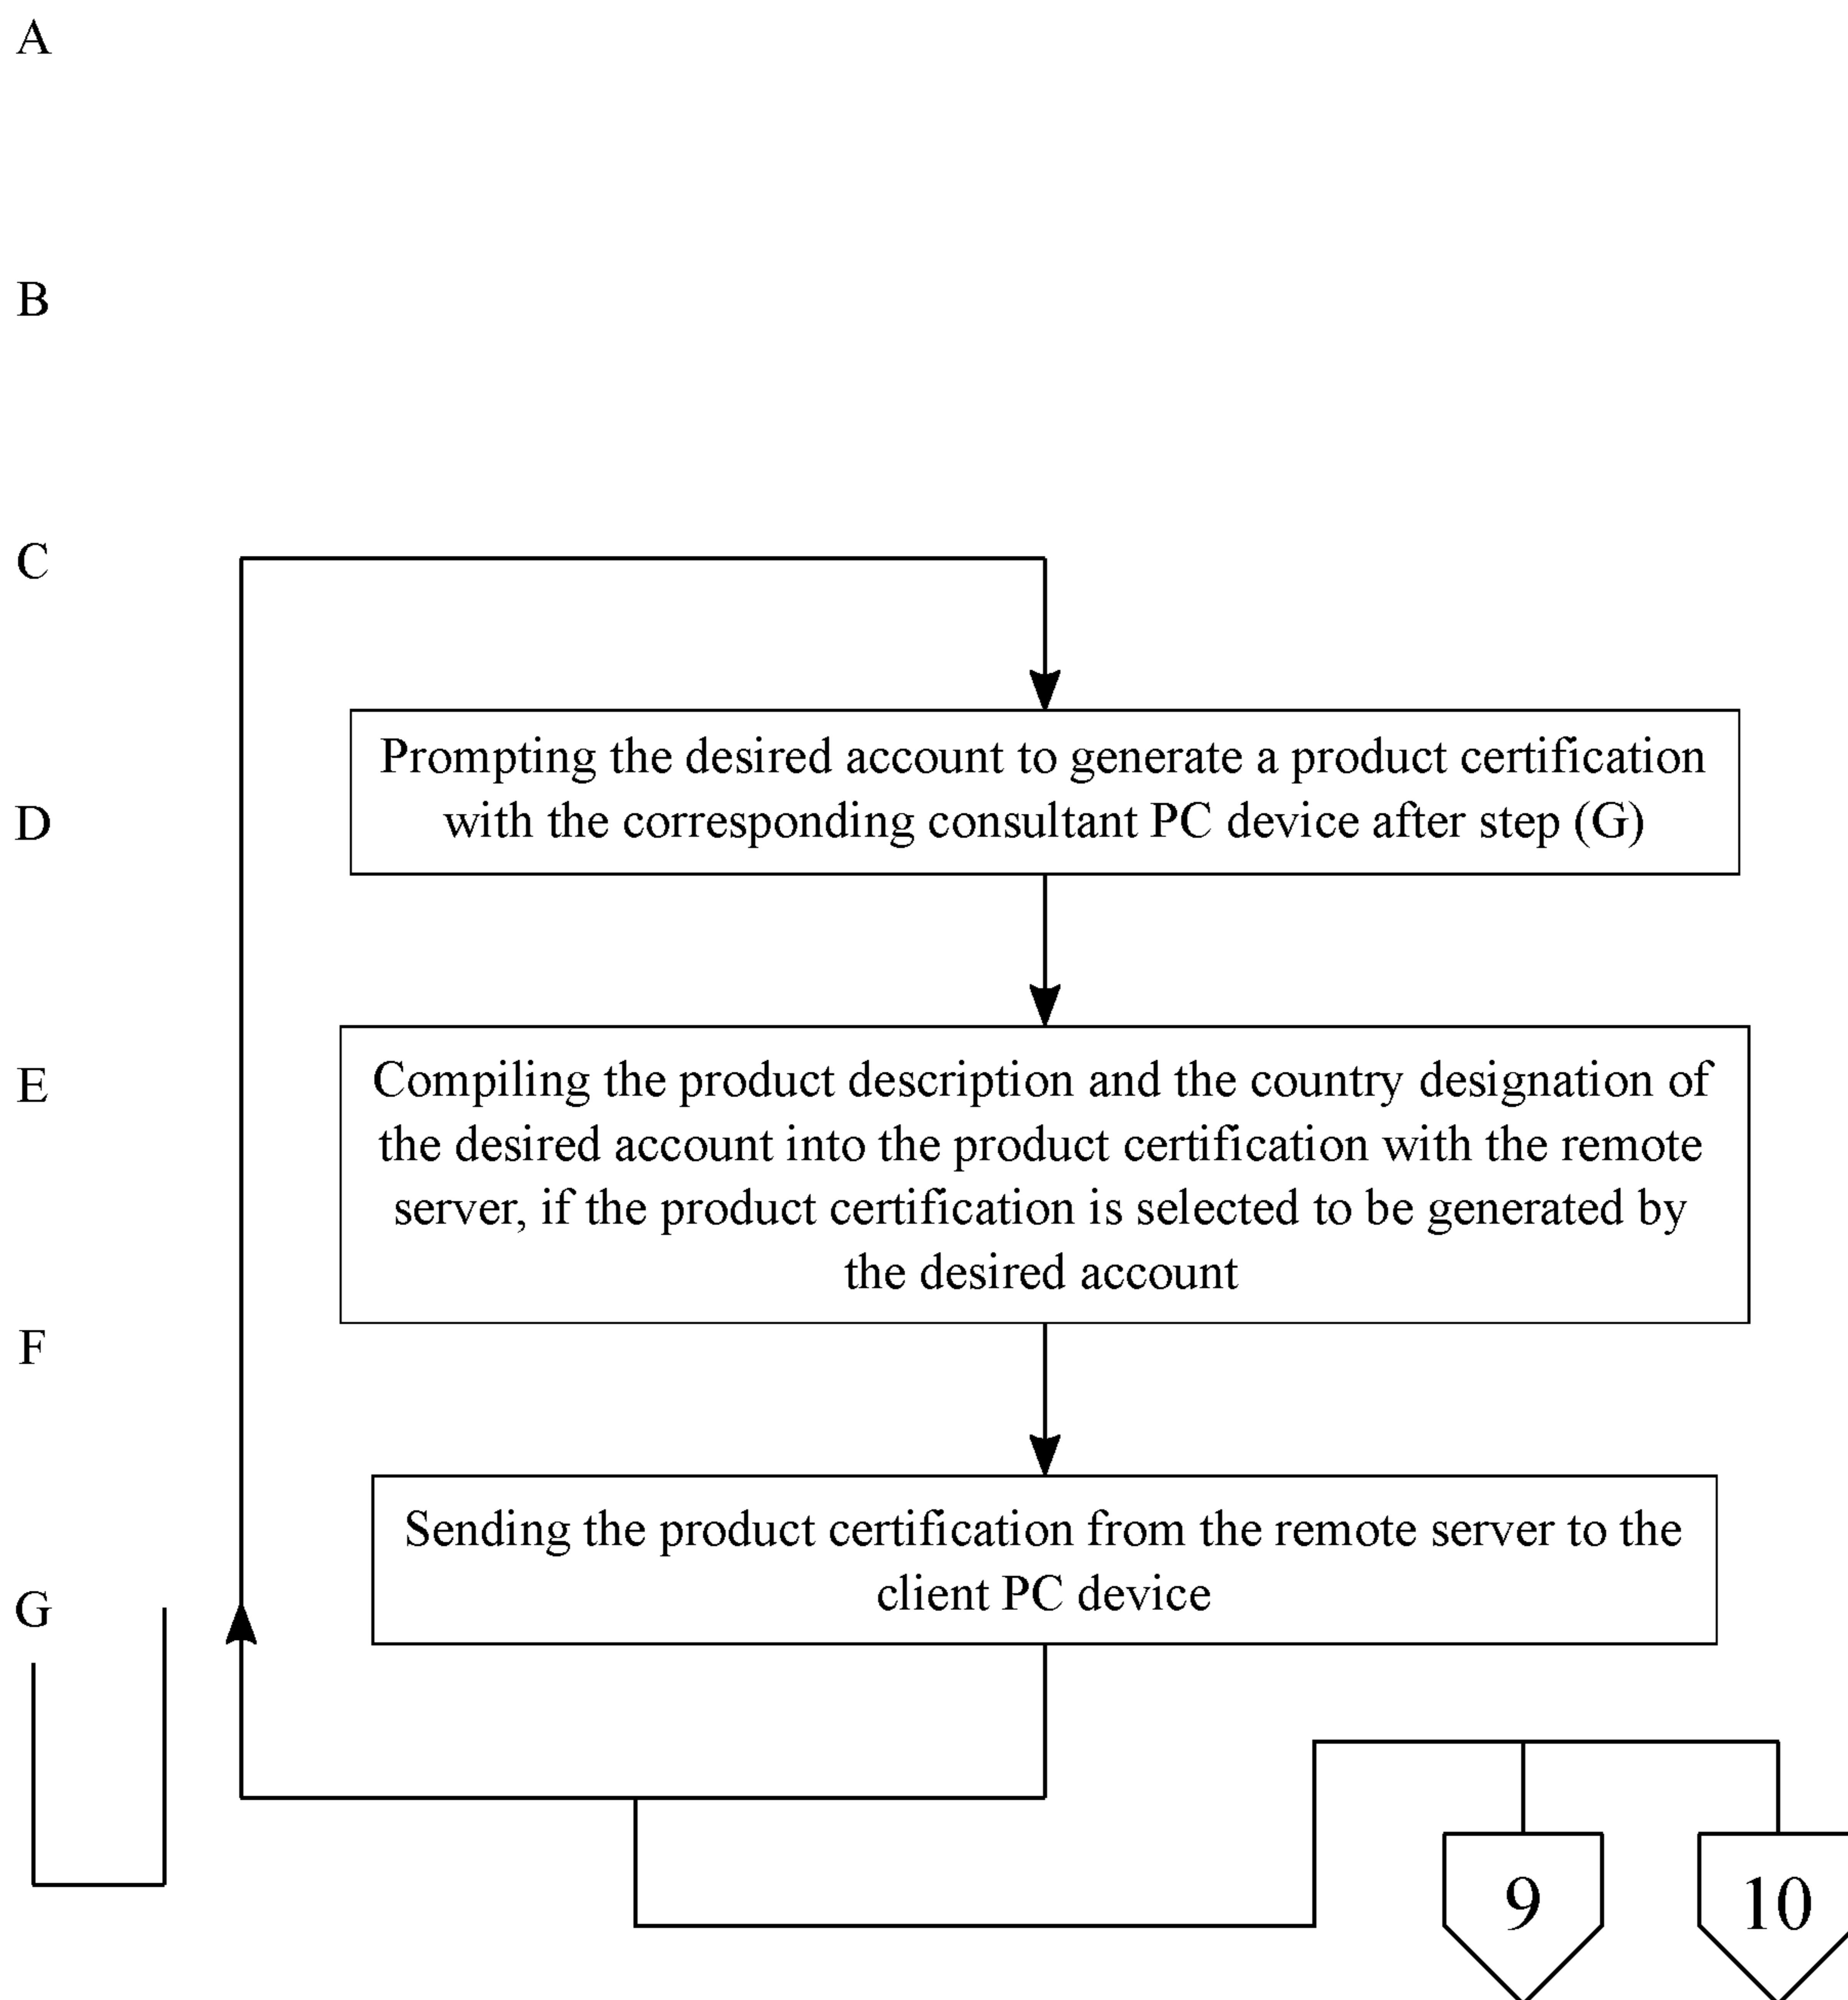 A
B
C
Prompting the desired account to generate a product certification
with the corresponding consultant PC device after step (G)
D
Compiling the product description and the country designation of
the desired account into the product certification with the remote
server, if the product certification is selected to be generated by
the desired account
E
F
Sending the product certification from the remote server to the
client PC device
G
9
10